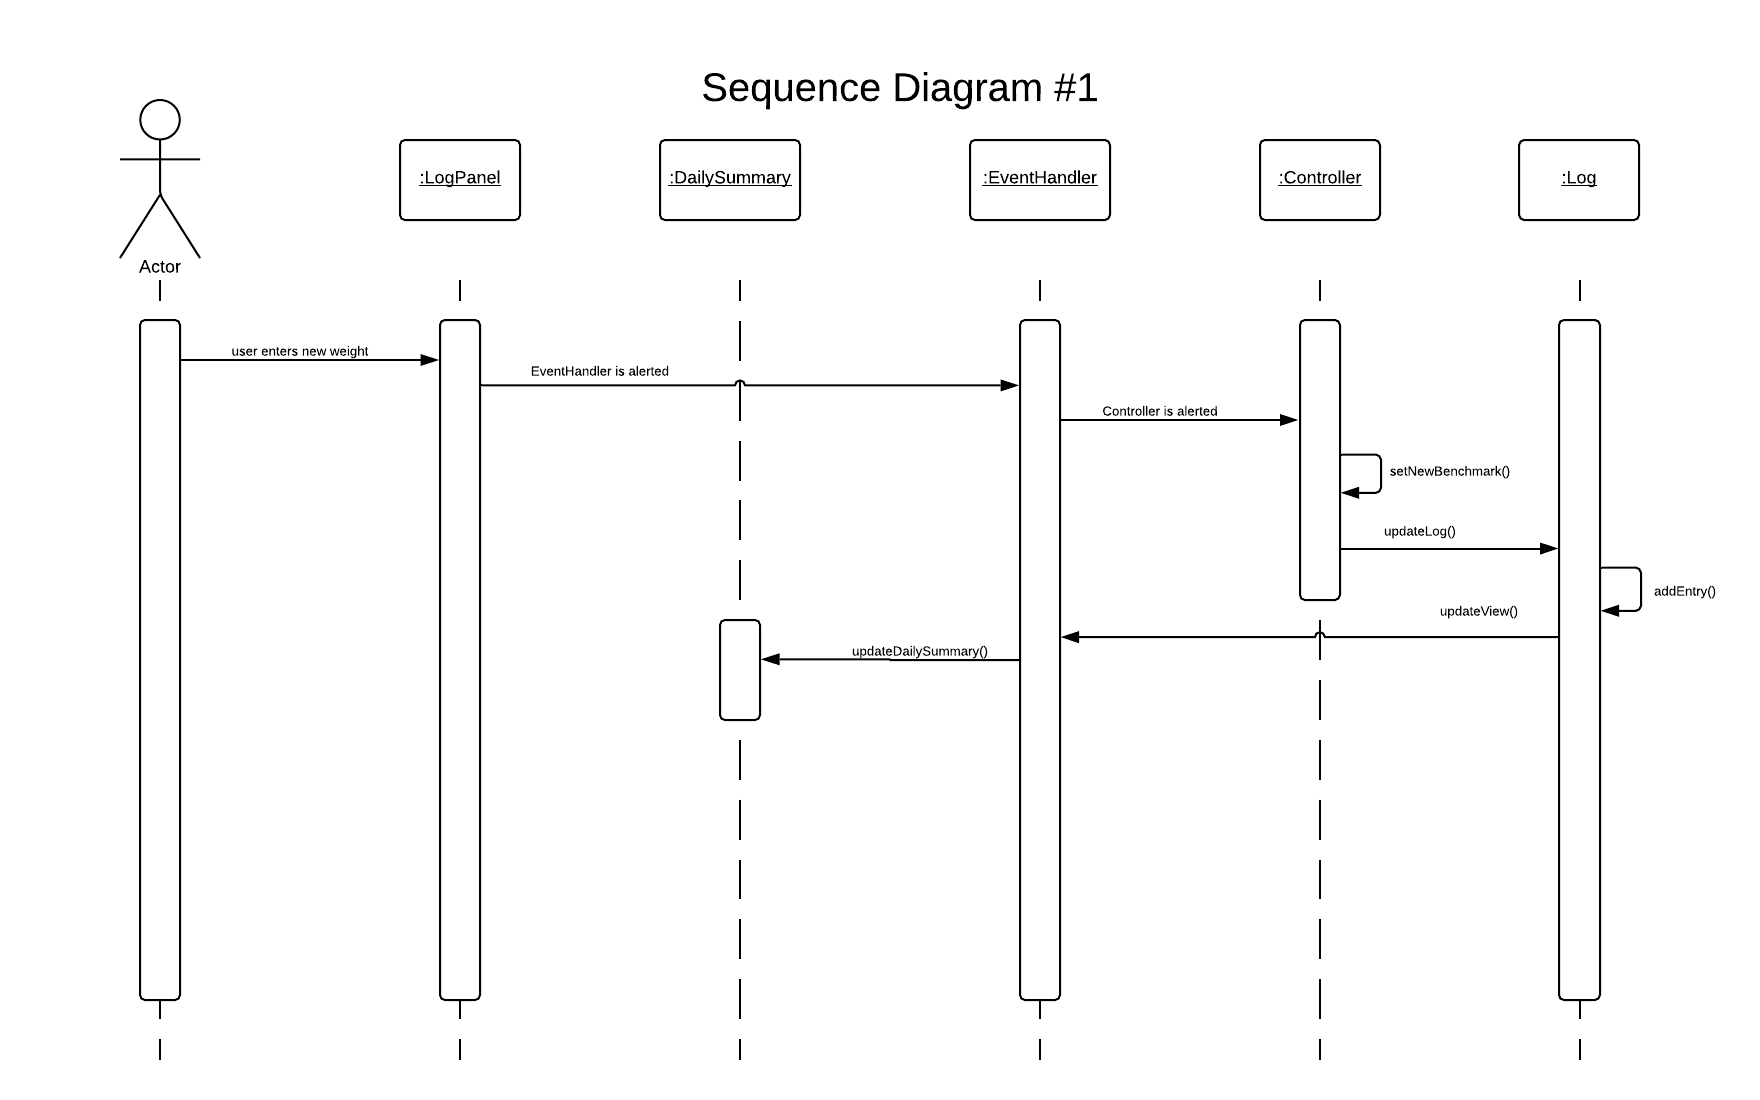 Sequence Diagram #1
:LogPanel
:DailySummary
:EventHandler
:Controller
:Log
Actor
user enters new weight
EventHandler is alerted
Controller is alerted
setNewBenchmark()
updateLog()
addEntry()
updateView()
updateDailySummary()